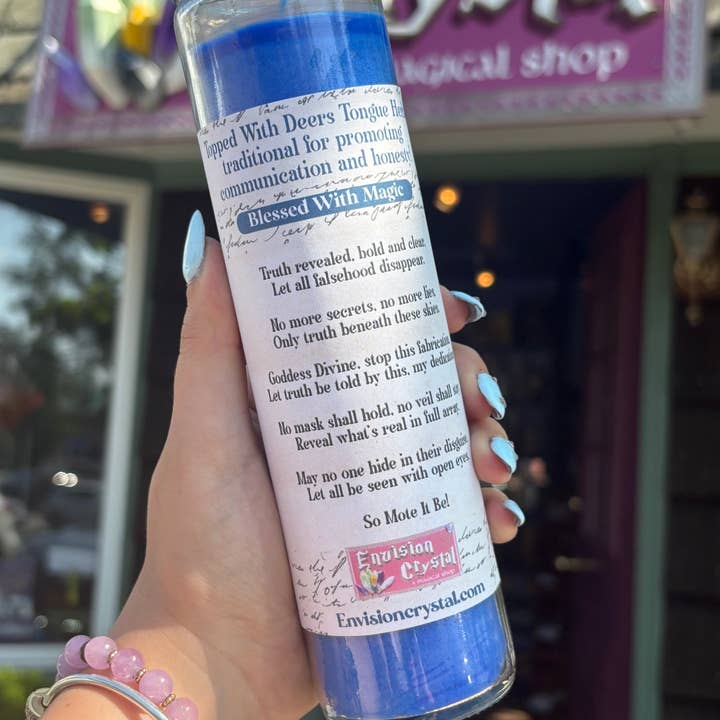 Crystal
MAGICAL shop
Topped With Deers Tongue
traditional for promoting
communication and honesty
Blessed With Magic
Truth revealed, bold and clear,
Let all falsehood disappear.
No more secrets, no more lies,
Only truth beneath these skies.
Goddess Divine, stop this fabrication
Let truth be told by this, my
No mask shall hold, no veil shall
Reveal what's real in full array.
May no one hide in their disguise,
Let all be seen with open eyes.
So Mote It Be!
Envision
Crystal
a magical shop
Envisioncrystal.com